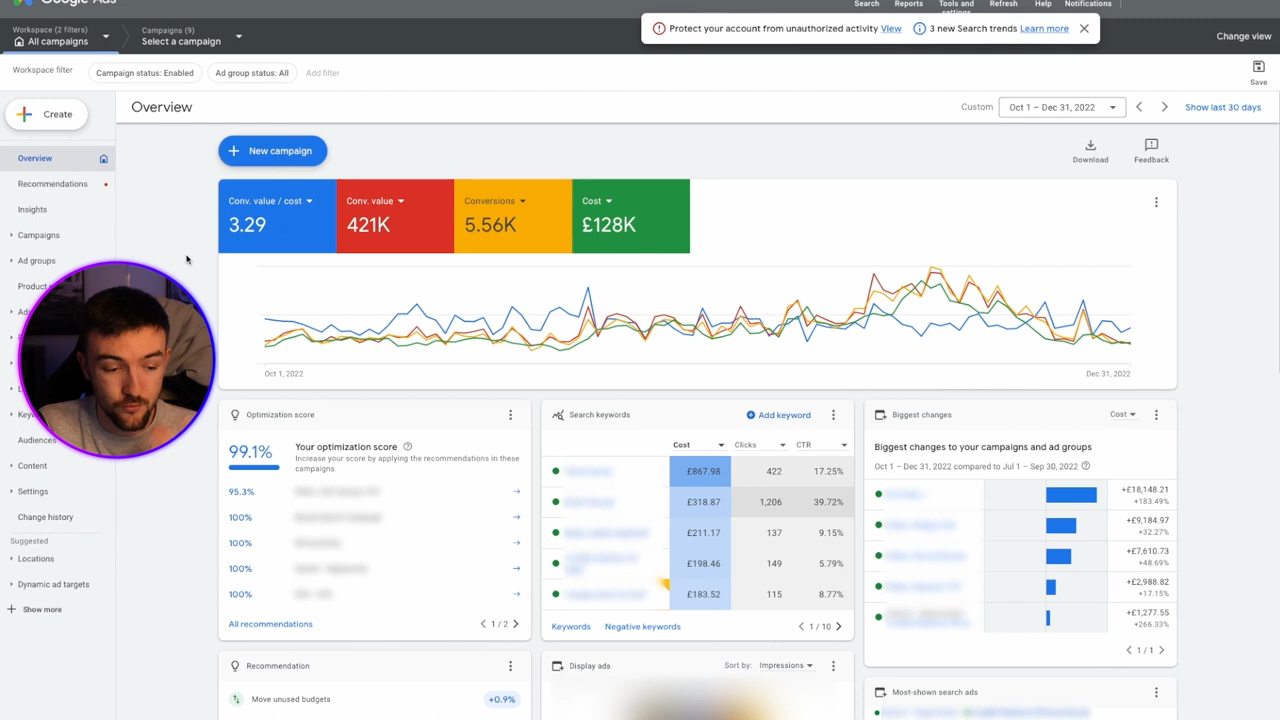 Google Ads
Search Reports Tools and settings Refresh Help Notifications
Workspace (2 filters)
All campaigns
Campaigns (9)
Select a campaign
Protect your account from unauthorized activity View
3 new Search trends Learn more
Change view
Workspace filter
Campaign status: Enabled
Ad group status: All
Add filter
Save
Create
Overview
Custom
Oct 1 – Dec 31, 2022
Show last 30 days
Overview
Recommendations
Insights
Campaigns
Ad groups
Product
Audiences
Content
Settings
Change history
Suggested
Locations
Dynamic ad targets
Show more
New campaign
Download
Feedback
Conv. value / cost
3.29
Conv. value
421K
Conversions
5.56K
Cost
£128K
Oct 1, 2022
Dec 31, 2022
Optimization score
99.1%
Your optimization score
Increase your score by applying the recommendations in these
campaigns
95.3%
100%
100%
100%
100%
All recommendations
1 / 2
Search keywords
Add keyword
Cost Clicks CTR
£867.98 422 17.25%
£318.87 1,206 39.72%
£211.17 137 9.15%
£198.46 149 5.79%
£183.52 115 8.77%
Keywords
Negative keywords
1 / 10
Biggest changes
Cost
Biggest changes to your campaigns and ad groups
Oct 1 – Dec 31, 2022 compared to Jul 1 – Sep 30, 2022
+£18,148.21
+183.49%
+£9,184.97
+32.27%
+£7,610.73
+48.69%
+£2,988.82
+17.15%
+£1,277.55
+266.33%
1 / 1
Recommendation
Move unused budgets
+0.9%
Display ads
Sort by: Impressions
Most-shown search ads